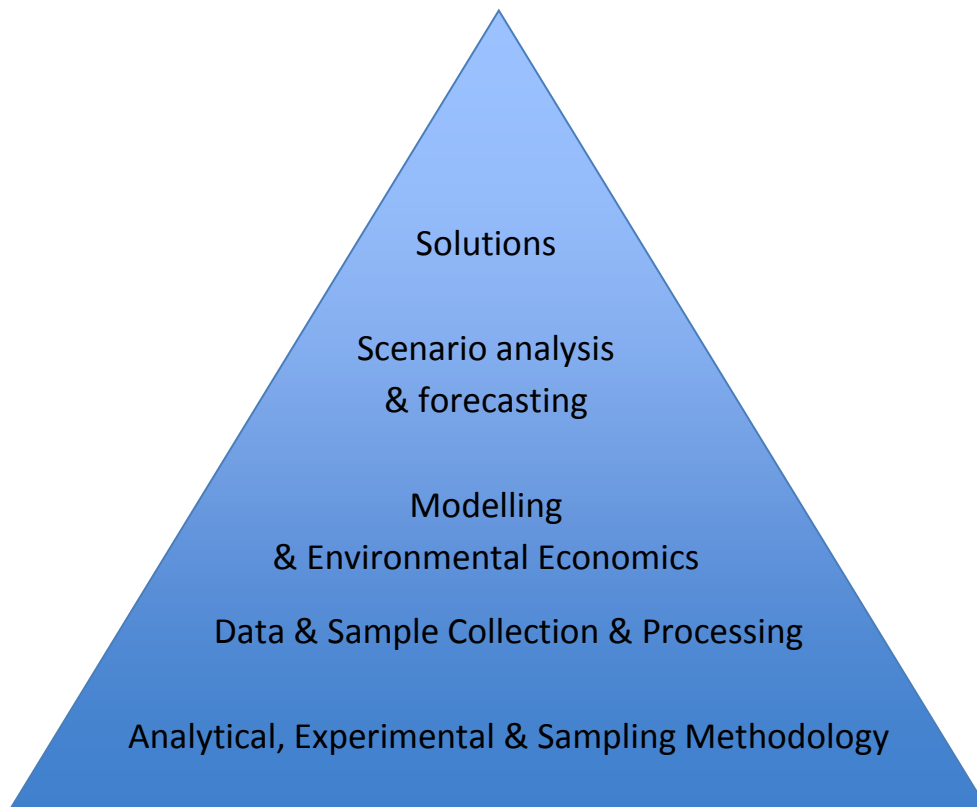 Solutions
Scenario analysis
& forecasting
Modelling
& Environmental Economics
Data & Sample Collection & Processing
Analytical, Experimental & Sampling Methodology